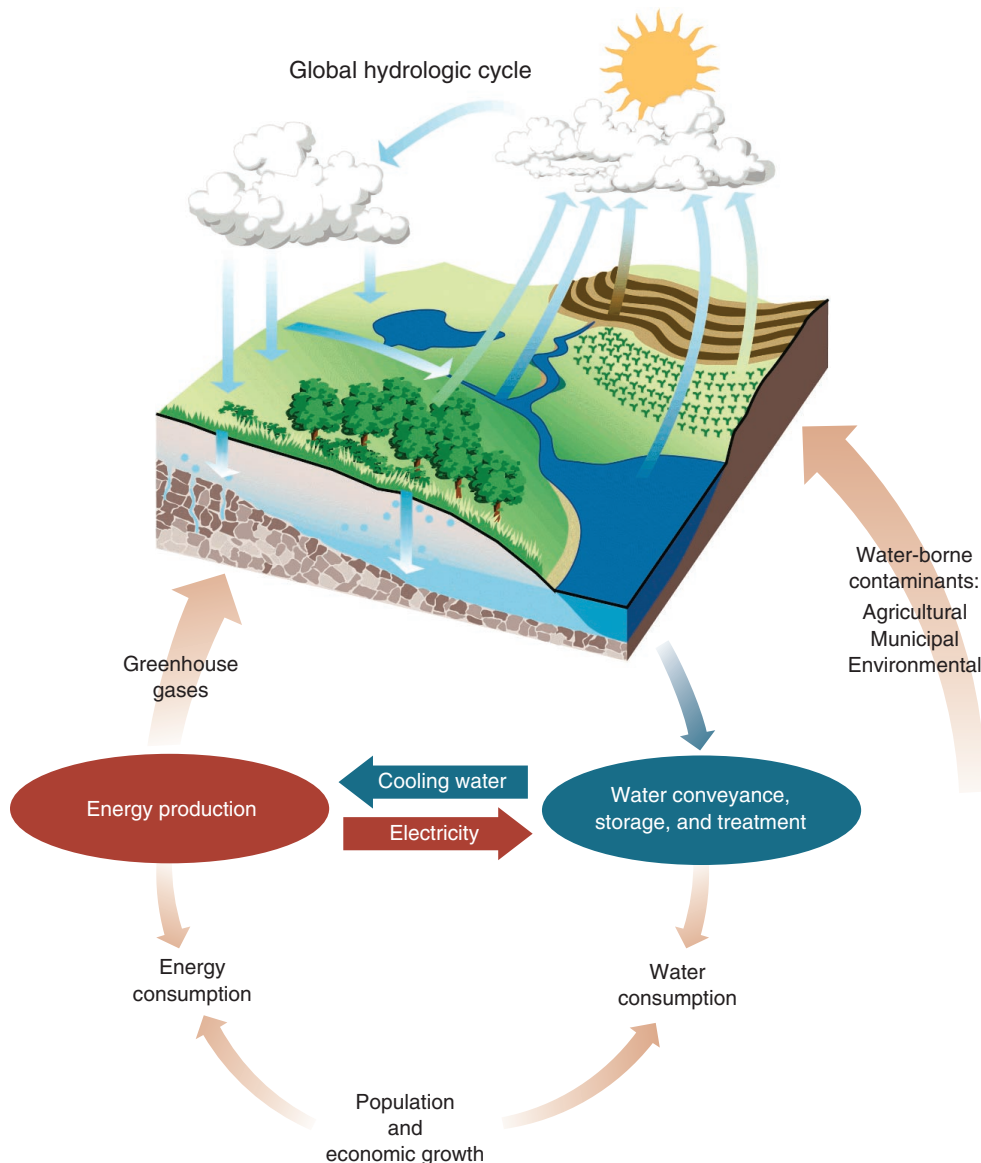 Global hydrologic cycle
Water-borne
contaminants:
Agricultural
Municipal
Environmental
Greenhouse
gases
Energy production
Cooling water
Electricity
Water conveyance,
storage, and treatment
Energy
consumption
Water
consumption
Population
and
economic growth